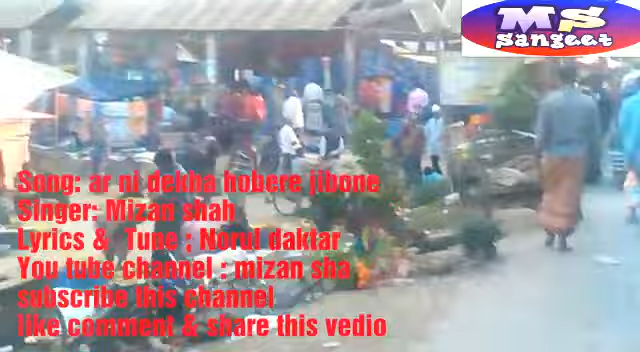 MS
Sangeet
Song: ar ni dekha hobere jibone
Singer: Mizan shah
Lyrics & Tune ; Norul daktar
You tube channel : mizan sha
subscribe this channel
like comment & share this vedio